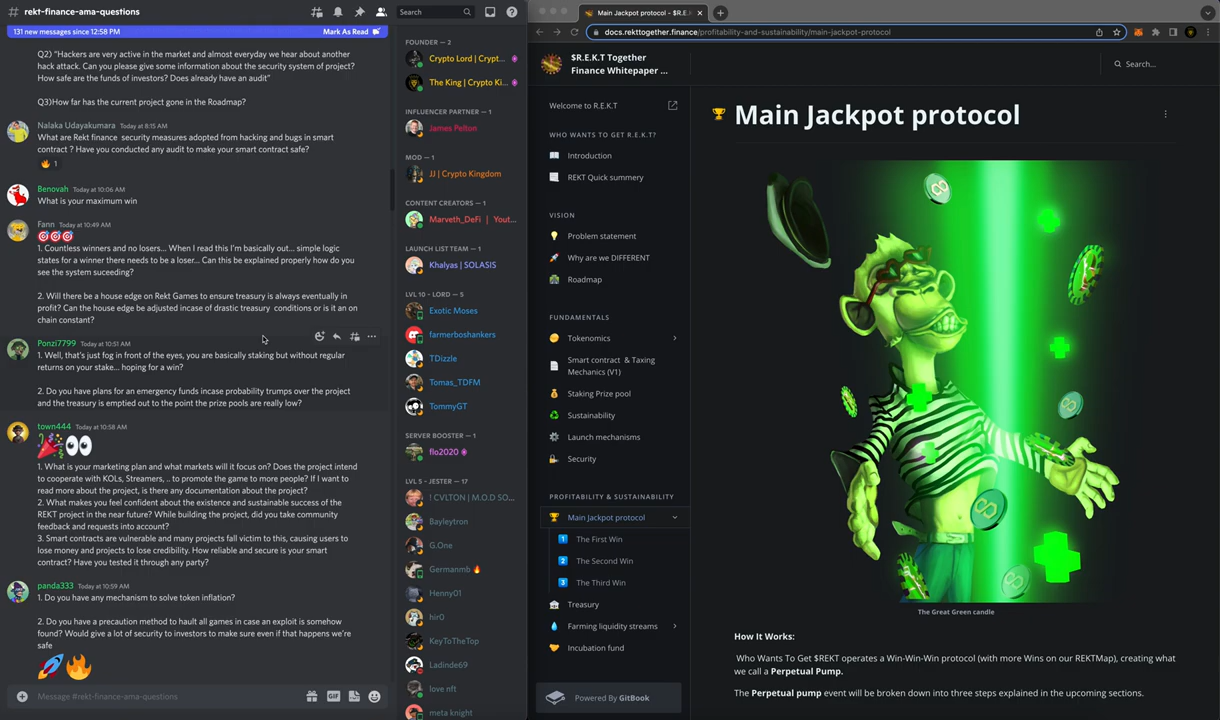 # rekt-finance-ama-questions
Search
131 new messages since 12:58 PM
Mark As Read
Q2) "Hackers are very active in the market and almost everyday we hear about another
hack attack. Can you please give some information about the security system of project?
How safe are the funds of investors? Does already have an audit"
Q3)How far has the current project gone in the Roadmap?
Nalaka Udayakumara Today at 8:15 AM
What are Rekt finance security measures adopted from hacking and bugs in smart
contract ? Have you conducted any audit to make your smart contract safe?
1
Benovah Today at 10:06 AM
What is your maximum win
Fann Today at 10:49 AM
1. Countless winners and no losers... When I read this I'm basically out... simple logic
states for a winner there needs to be a loser... Can this be explained properly how do you
see the system suceeding?
2. Will there be a house edge on Rekt Games to ensure treasury is always eventually in
profit? Can the house edge be adjusted incase of drastic treasury conditions or is it an on
chain constant?
Ponzi7799 Today at 10:51 AM
1. Well, that's just fog in front of the eyes, you are basically staking but without regular
returns on your stake... hoping for a win?
2. Do you have plans for an emergency funds incase probability trumps over the project
and the treasury is emptied out to the point the prize pools are really low?
town444 Today at 10:58 AM
1. What is your marketing plan and what markets will it focus on? Does the project intend
to cooperate with KOLs, Streamers, .. to promote the game to more people? If I want to
read more about the project, is there any documentation about the project?
2. What makes you feel confident about the existence and sustainable success of the
REKT project in the near future? While building the project, did you take community
feedback and requests into account?
3. Smart contracts are vulnerable and many projects fall victim to this, causing users to
lose money and projects to lose credibility. How reliable and secure is your smart
contract? Have you tested it through any party?
panda333 Today at 10:59 AM
1. Do you have any mechanism to solve token inflation?
2. Do you have a precaution method to hault all games in case an exploit is somehow
found? Would give a lot of security to investors to make sure even if that happens we're
safe
Message #rekt-finance-ama-questions
GIF
FOUNDER — 2
Crypto Lord | Crypt...
The King | Crypto Ki...
INFLUENCER PARTNER — 1
James Pelton
MOD — 1
JJ | Crypto Kingdom
CONTENT CREATORS — 1
Marveth_DeFi | Yout...
LAUNCH LIST TEAM — 1
Khalyas | SOLASIS
LVL 10 - LORD — 5
Exotic Moses
farmerboshankers
TDizzle
Tomas_TDFM
TommyGT
SERVER BOOSTER — 1
flo2020
LVL 5 - JESTER — 17
! CVLTON | M.O.D SO...
Bayleytron
G.One
Germanmb
Henny01
hir0
KeyToTheTop
Ladinde69
love nft
meta knight
Main Jackpot protocol - $R.E.K
docs.rekttogether.finance/profitability-and-sustainability/main-jackpot-protocol
$R.E.K.T Together
Finance Whitepaper ...
Search...
Welcome to R.E.K.T
WHO WANTS TO GET R.E.K.T?
Introduction
REKT Quick summery
VISION
Problem statement
Why are we DIFFERENT
Roadmap
FUNDAMENTALS
Tokenomics
Smart contract & Taxing
Mechanics (V1)
Staking Prize pool
Sustainability
Launch mechanisms
Security
PROFITABILITY & SUSTAINABILITY
Main Jackpot protocol
1 The First Win
2 The Second Win
3 The Third Win
Treasury
Farming liquidity streams
Incubation fund
Powered By GitBook
Main Jackpot protocol
The Great Green candle
How It Works:
Who Wants To Get $REKT operates a Win-Win-Win protocol (with more Wins on our REKTMap), creating what
we call a Perpetual Pump.
The Perpetual pump event will be broken down into three steps explained in the upcoming sections.